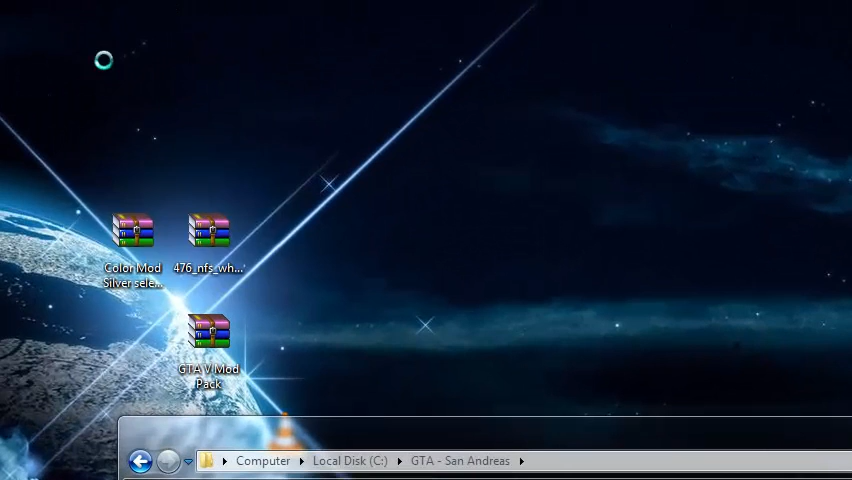 Color Mod
Silver sele...
476_nfs_wh...
GTA V Mod
Pack
Computer
Local Disk (C:)
GTA - San Andreas